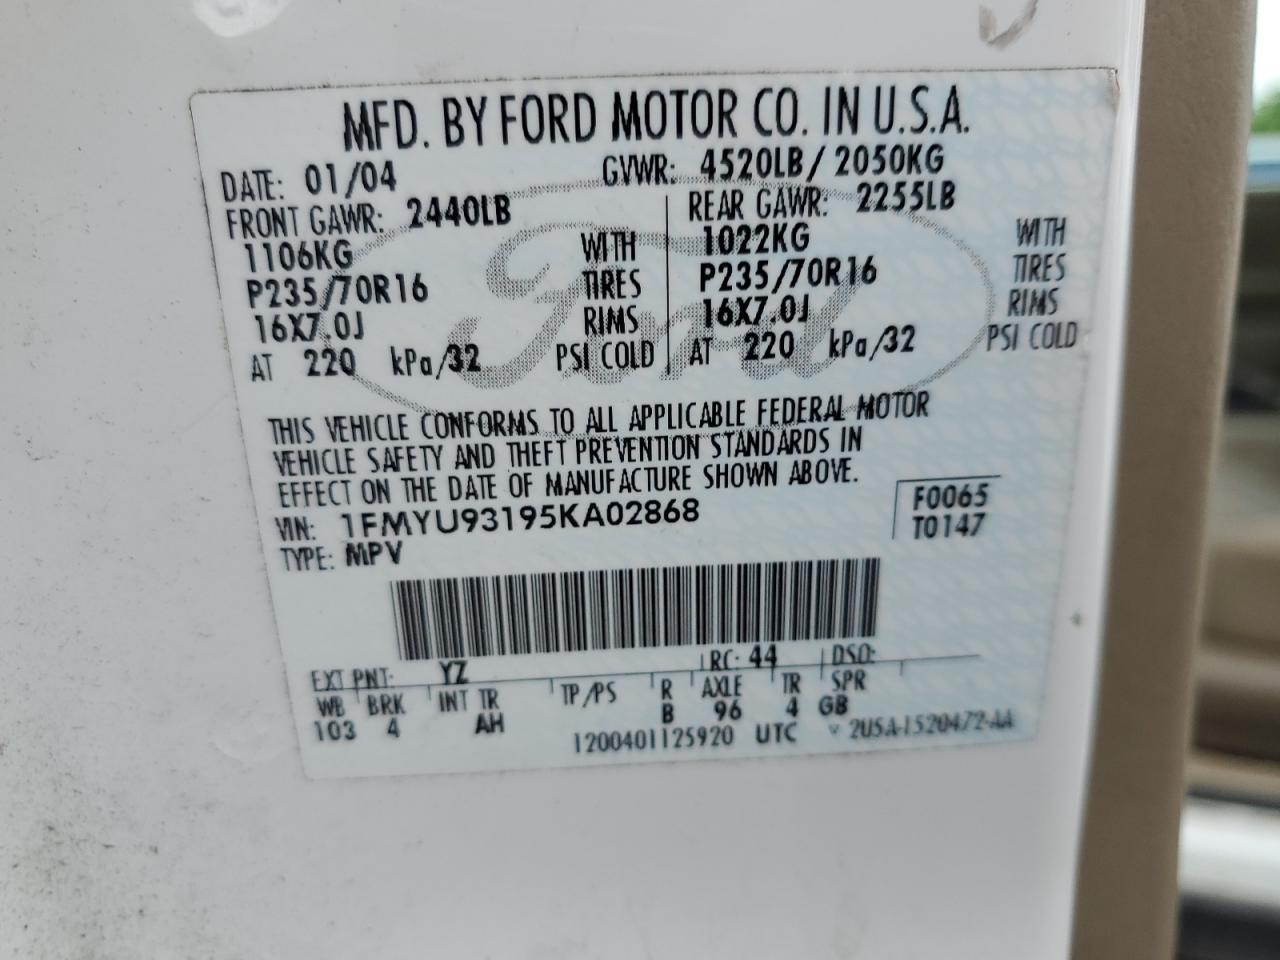 MFD. BY FORD MOTOR CO. IN U.S.A.
DATE: 01/04 GVWR: 4520LB/ 2050KG
FRONT GAWR: 2440LB REAR GAWR: 2255LB
1106KG WITH 1022KG WITH
P235/70R16 TIRES P235/70R16 TIRES
16X7.0J RIMS 16X7.0J RIMS
AT 220 kPa/32 PSI COLD AT 220 kPa/32 PSI COLD
Ford
THIS VEHICLE CONFORMS TO ALL APPLICABLE FEDERAL MOTOR
VEHICLE SAFETY AND THEFT PREVENTION STANDARDS IN
EFFECT ON THE DATE OF MANUFACTURE SHOWN ABOVE.
VIN: 1FMYU93195KA02868 F0065
TYPE: MPV T0147
EXT PNT: YZ RC: 44 DSO:
WB BRK INT TR TP/PS R AXLE TR SPR
103 4 AH B 96 4 GB
1200401125920 UTC ▽ 2U5A-1520472-AA